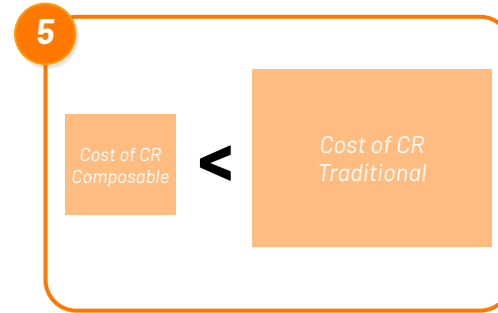 5
Cost of CR
Composable
<
Cost of CR
Traditional